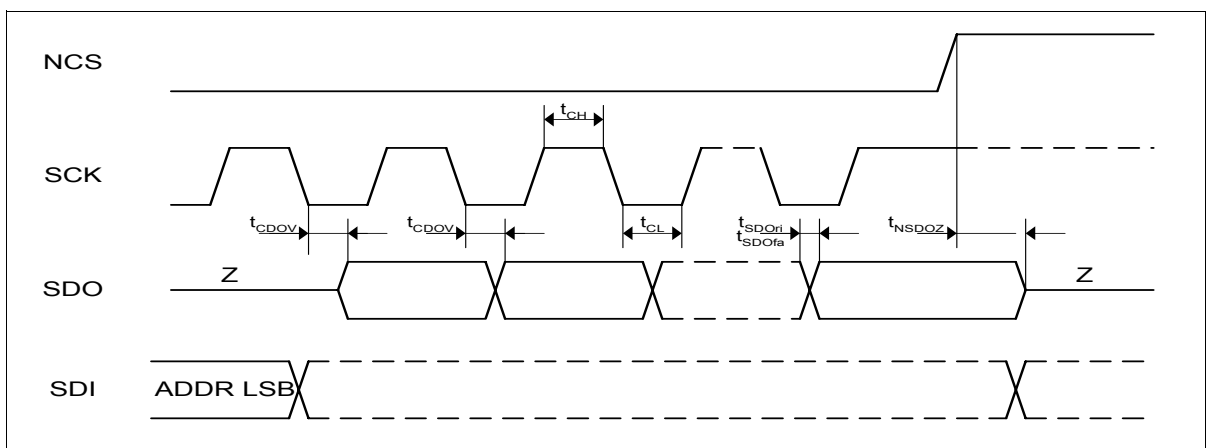 NCS
tCH
SCK
tCDOV
tCDOV
tCL
tSDOri
tSDOfa
tNSDOZ
Z
Z
SDO
SDI
ADDR LSB